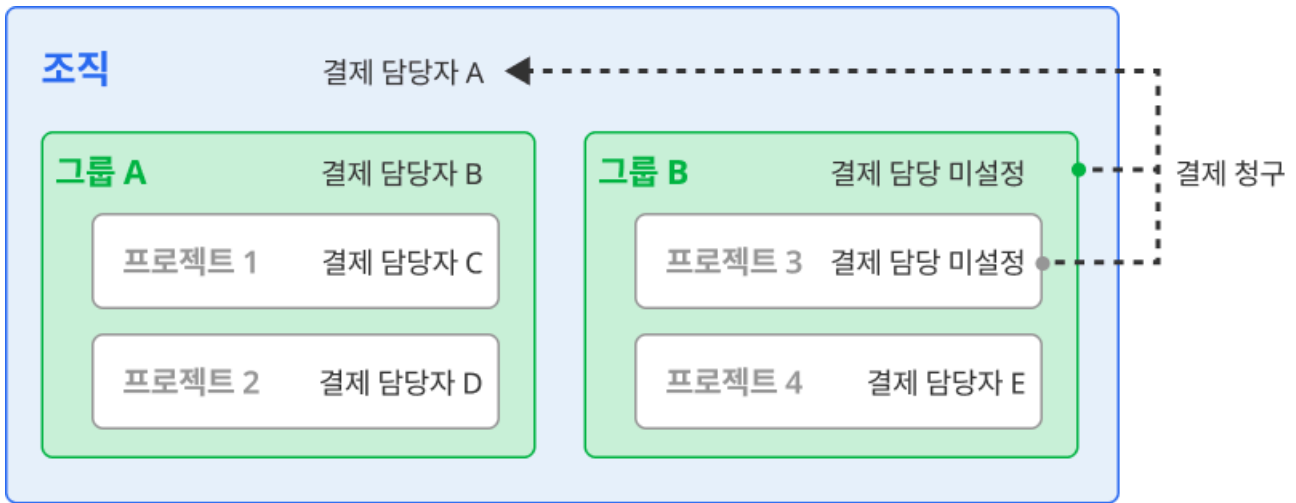 조직 결제 담당자 A
그룹 A 결제 담당자 B
프로젝트 1 결제 담당자 C
프로젝트 2 결제 담당자 D
그룹 B 결제 담당 미설정
프로젝트 3 결제 담당 미설정
프로젝트 4 결제 담당자 E
결제 청구